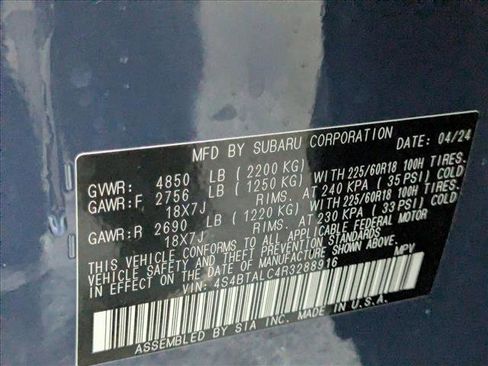 MFD BY SUBARU CORPORATION DATE: 04/24
GVWR: 4850 LB (2200 KG)
GAWR:F 2756 LB (1250 KG) WITH 225/60R18 100H TIRES.
18X7J RIMS. AT 240 KPA (35 PSI) COLD
GAWR:R 2690 LB (1220 KG) WITH 225/60R18 100H TIRES.
18X7J RIMS. AT 230 KPA (33 PSI) COLD
THIS VEHICLE CONFORMS TO ALL APPLICABLE FEDERAL MOTOR
VEHICLE SAFETY AND THEFT PREVENTION STANDARDS
IN EFFECT ON THE DATE OF MANUFACTURE SHOWN ABOVE.
VIN: 4S4BTALC4R3288916 MPV
ASSEMBLED BY SIA INC. MADE IN U.S.A.